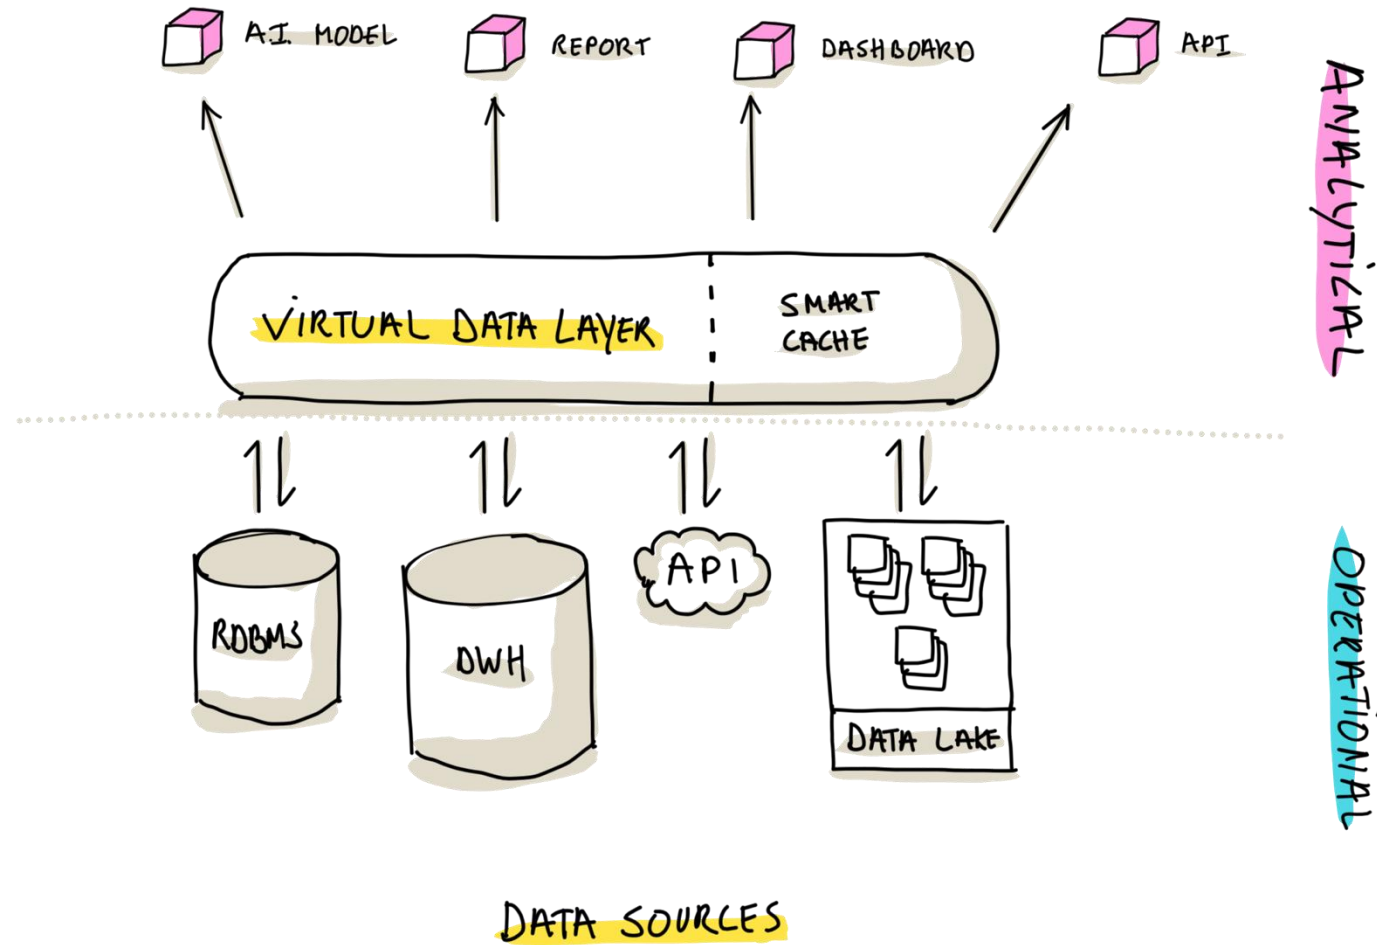 A.I. MODEL
REPORT
DASHBOARD
API
ANALYTICAL
VIRTUAL DATA LAYER
SMART
CACHE
RDBMS
DWH
API
DATA LAKE
OPERATIONAL
DATA SOURCES